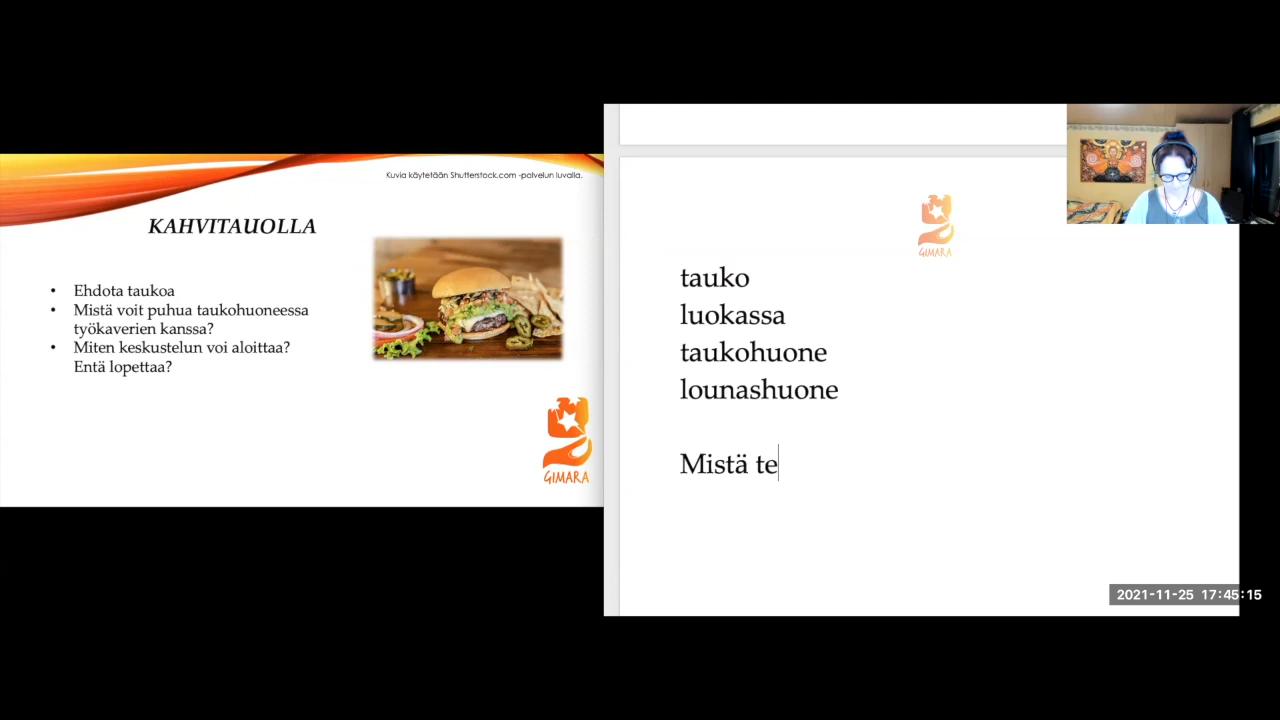 Kuvia käytetään Shutterstock.com -palvelun luvalla.
KAHVITAUOLLA
• Ehdota taukoa
• Mistä voit puhua taukohuoneessa
työkaverien kanssa?
• Miten keskustelun voi aloittaa?
Entä lopettaa?
GIMARA
GIMARA
tauko
luokassa
taukohuone
lounashuone
Mistä te
2021-11-25 17:45:15